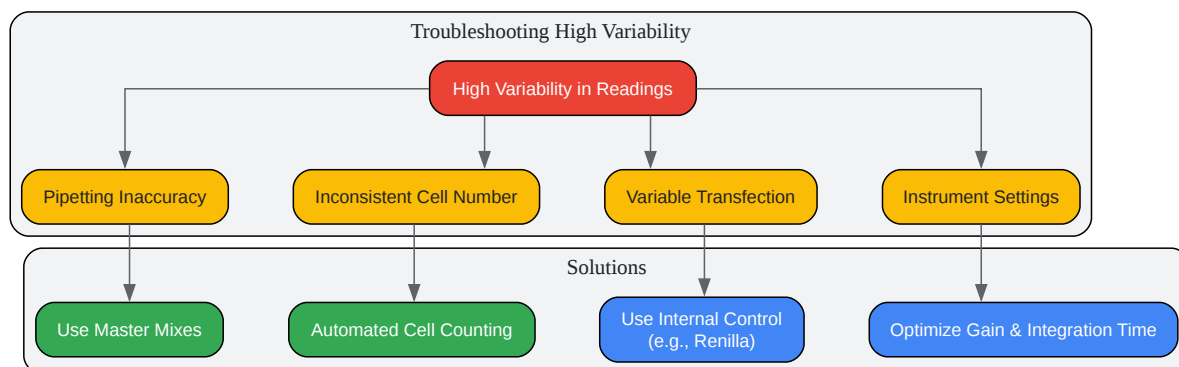 Troubleshooting High Variability
High Variability in Readings
Pipetting Inaccuracy
Inconsistent Cell Number
Variable Transfection
Instrument Settings
Solutions
Use Master Mixes
Automated Cell Counting
Use Internal Control
(e.g., Renilla)
Optimize Gain & Integration Time